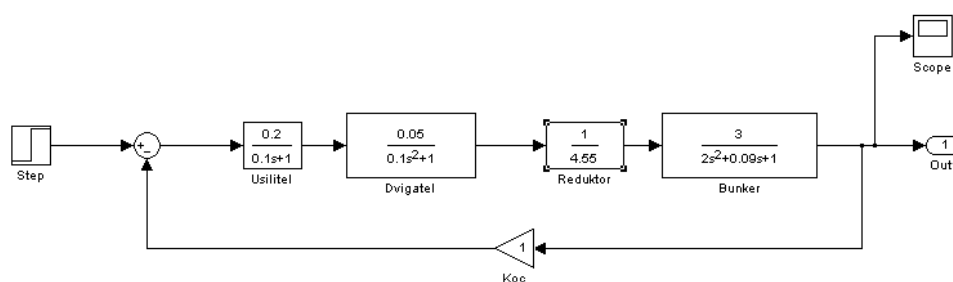 Scope
+
−
0.2
0.1s+1
0.05
0.1s²+1
1
4.55
3
2s²+0.09s+1
1
Step
Usilitel
Dvigatel
Reduktor
Bunker
Out
1
Koc